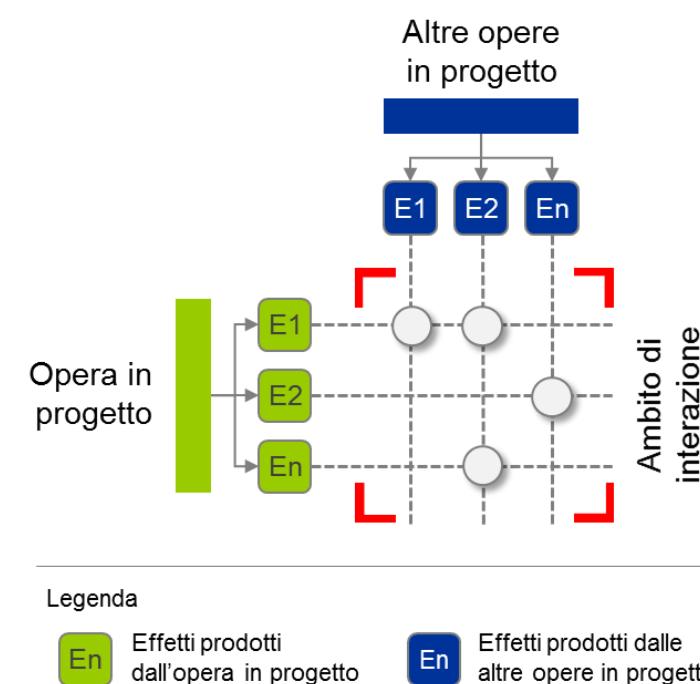 Altre opere
in progetto
E1
E2
En
E1
E2
En
Opera in
progetto
Ambito di
interazione
Legenda
En
Effetti prodotti
dall'opera in progetto
En
Effetti prodotti dalle
altre opere in progett